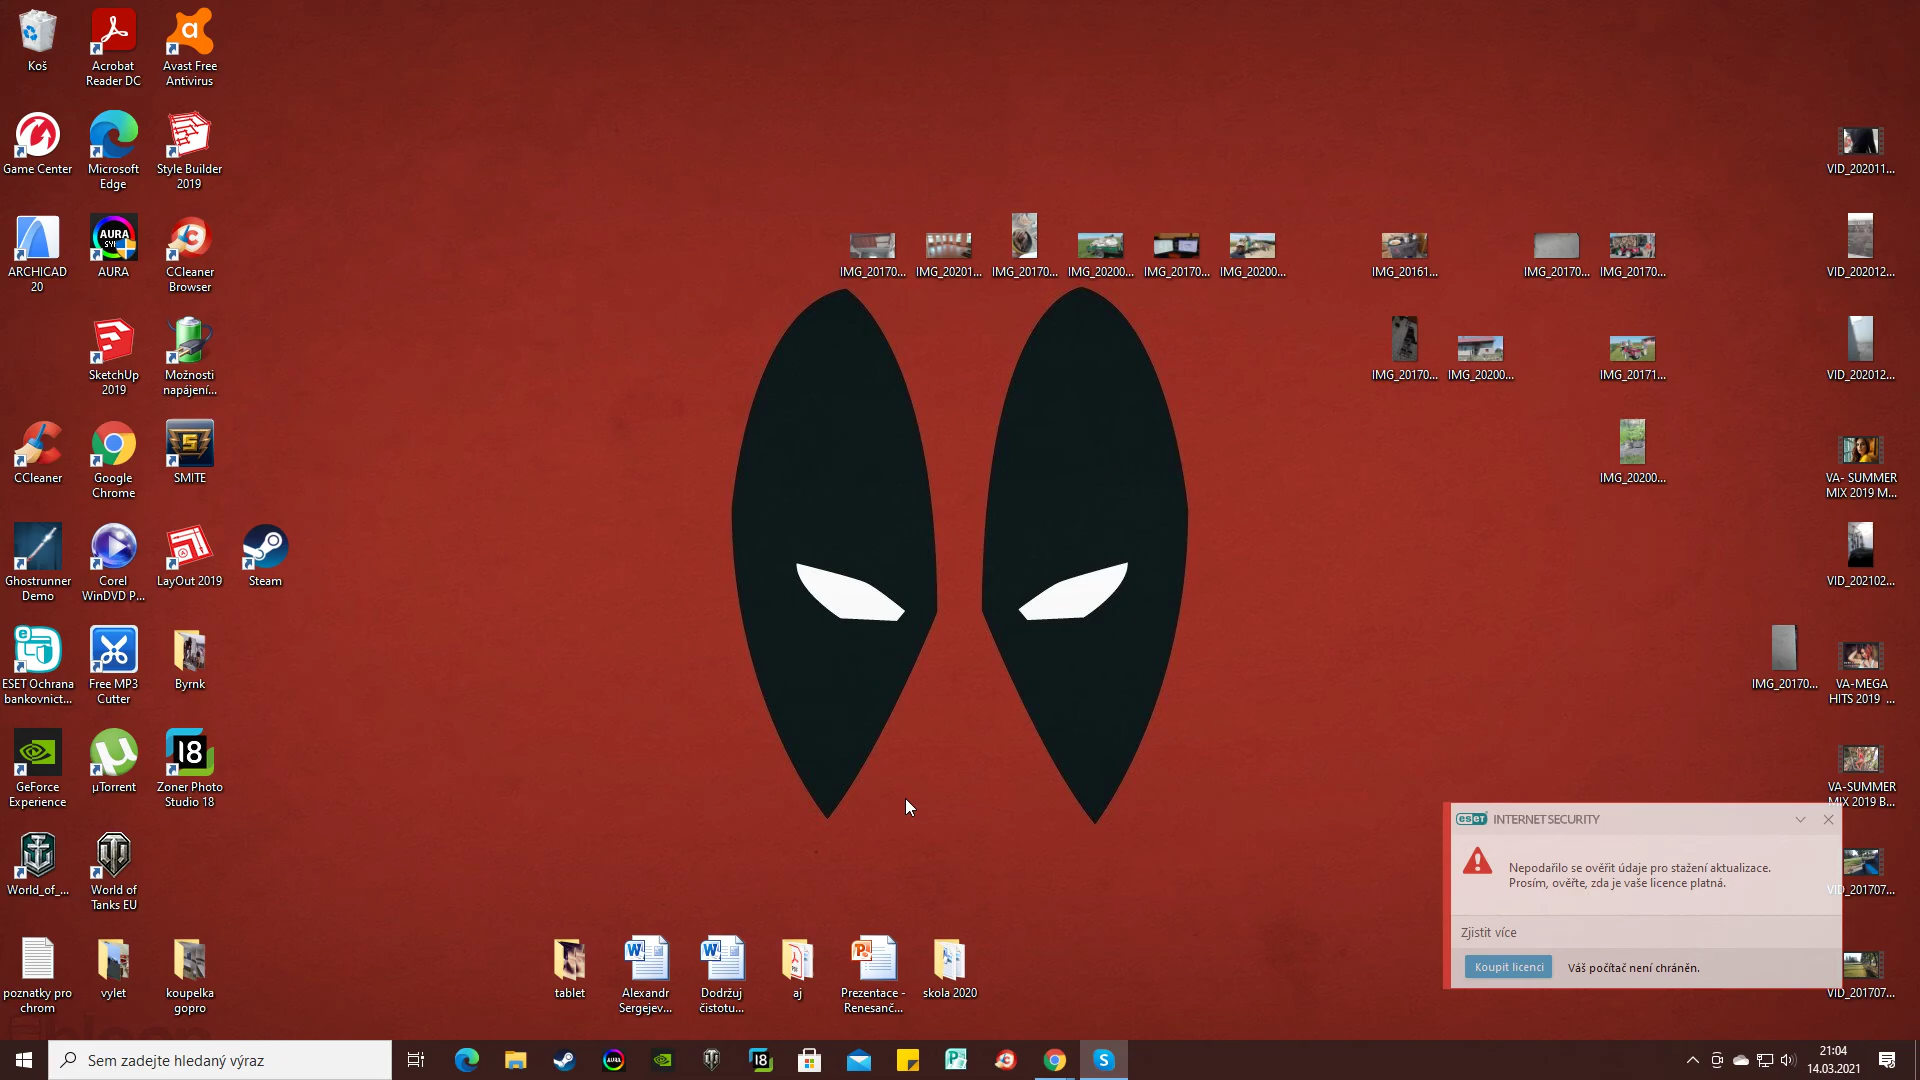 Koš
Acrobat
Reader DC
Avast Free
Antivirus
Game Center
Microsoft
Edge
Style Builder
2019
ARCHICAD
20
AURA
SYNC
AURA
CCleaner
Browser
SketchUp
2019
Možnosti
napájení...
CCleaner
Google
Chrome
SMITE
Ghostrunner
Demo
Corel
WinDVD P...
LayOut 2019
Steam
ESET Ochrana
bankovnict...
Free MP3
Cutter
Byrnk
GeForce
Experience
µTorrent
18
Zoner Photo
Studio 18
World_of_...
World of
Tanks EU
poznatky pro
chrom
vylet
koupelka
gopro
tablet
Alexandr
Sergejev...
Dodržuj
čistotu...
aj
Prezentace -
Renesanč...
skola 2020
IMG_20170...
IMG_20201...
IMG_20170...
IMG_20200...
IMG_20170...
IMG_20200...
IMG_20161...
IMG_20170...
IMG_20170...
IMG_20170...
IMG_20200...
IMG_20171...
IMG_20200...
IMG_20170...
VID_202011...
VID_202012...
VID_202012...
VA- SUMMER
MIX 2019 M...
VID_202102...
VA-MEGA
HITS 2019 ...
VA-SUMMER
MIX 2019 B...
VID_201707...
VID_201707...
eset INTERNET SECURITY
Nepodařilo se ověřit údaje pro stažení aktualizace.
Prosím, ověřte, zda je vaše licence platná.
Zjistit více
Koupit licenci
Váš počítač není chráněn.
Sem zadejte hledaný výraz
21:04
14.03.2021